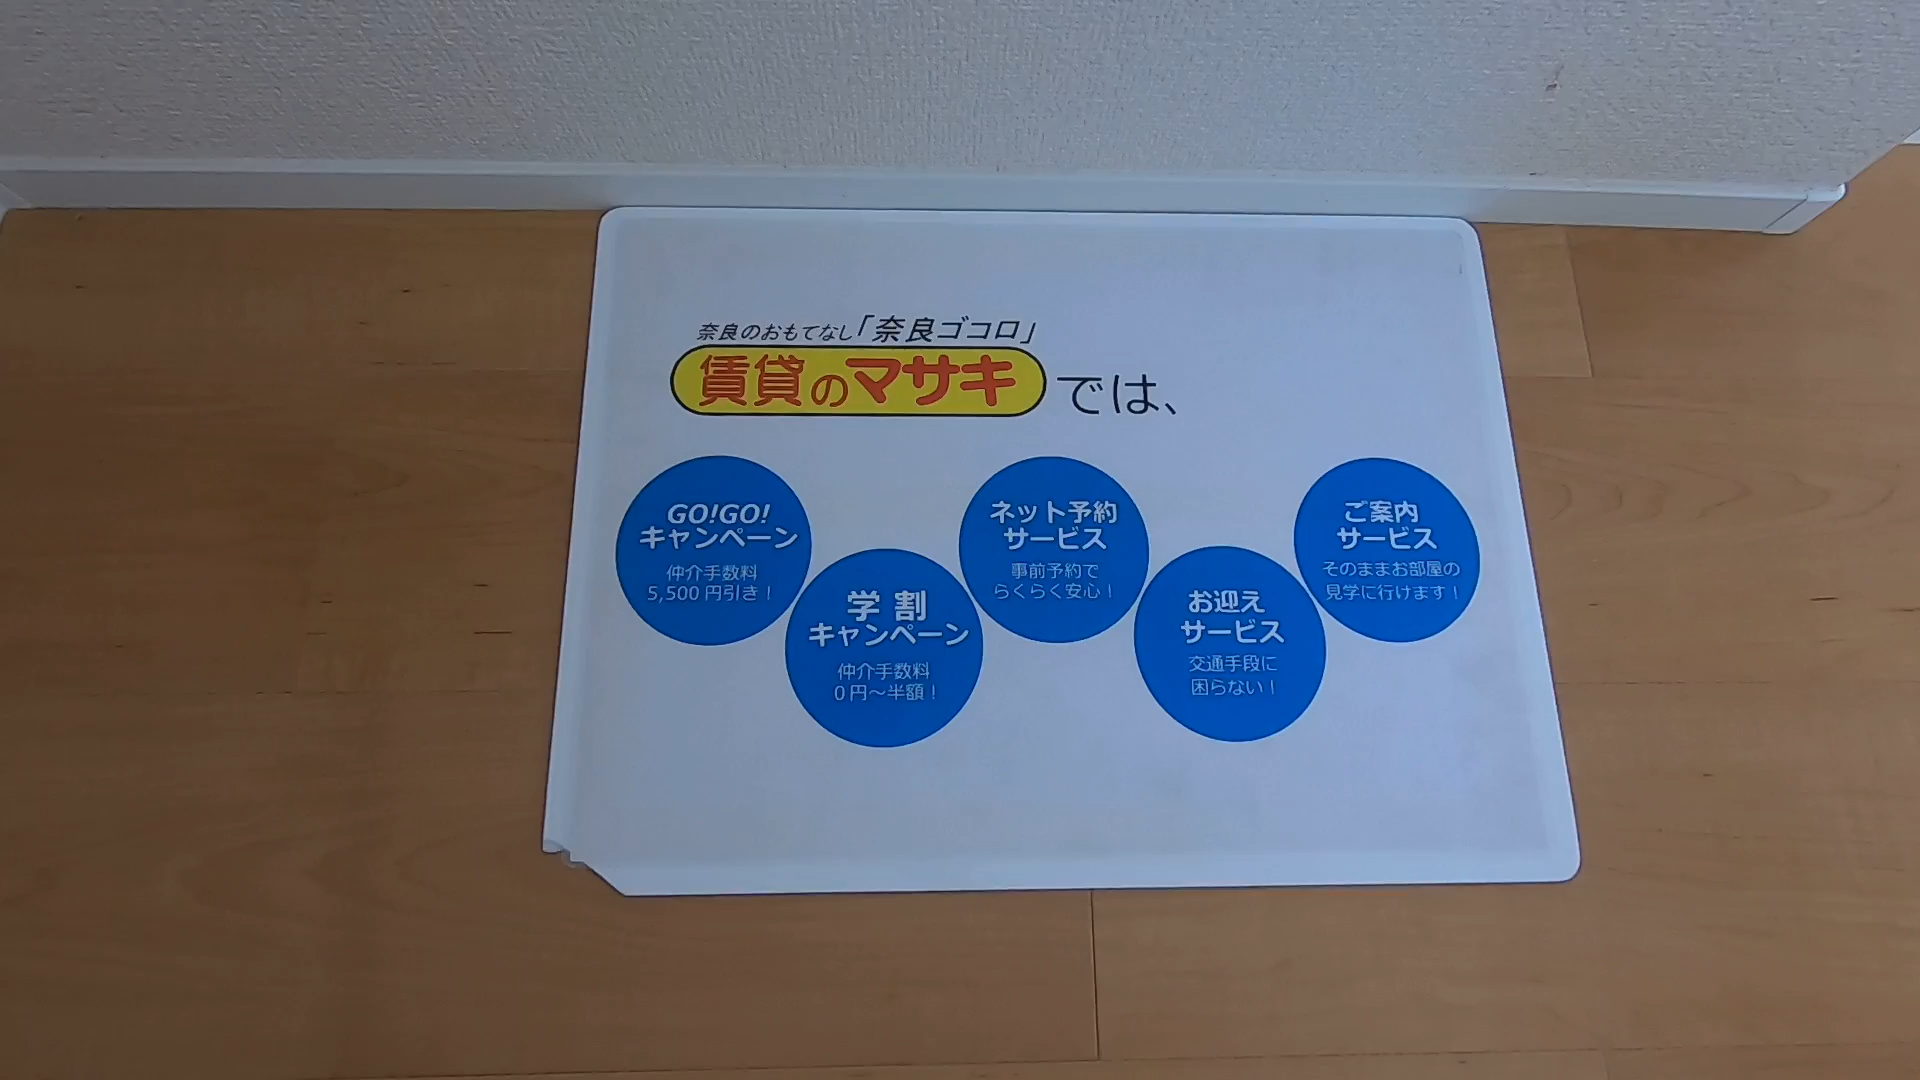 奈良のおもてなし「奈良ゴコロ」
賃貸のマサキでは、
GO!GO!
キャンペーン
仲介手数料
5,500円引き！
学割
キャンペーン
仲介手数料
0円～半額！
ネット予約
サービス
事前予約で
らくらく安心！
お迎え
サービス
交通手段に
困らない！
ご案内
サービス
そのままお部屋の
見学に行けます！